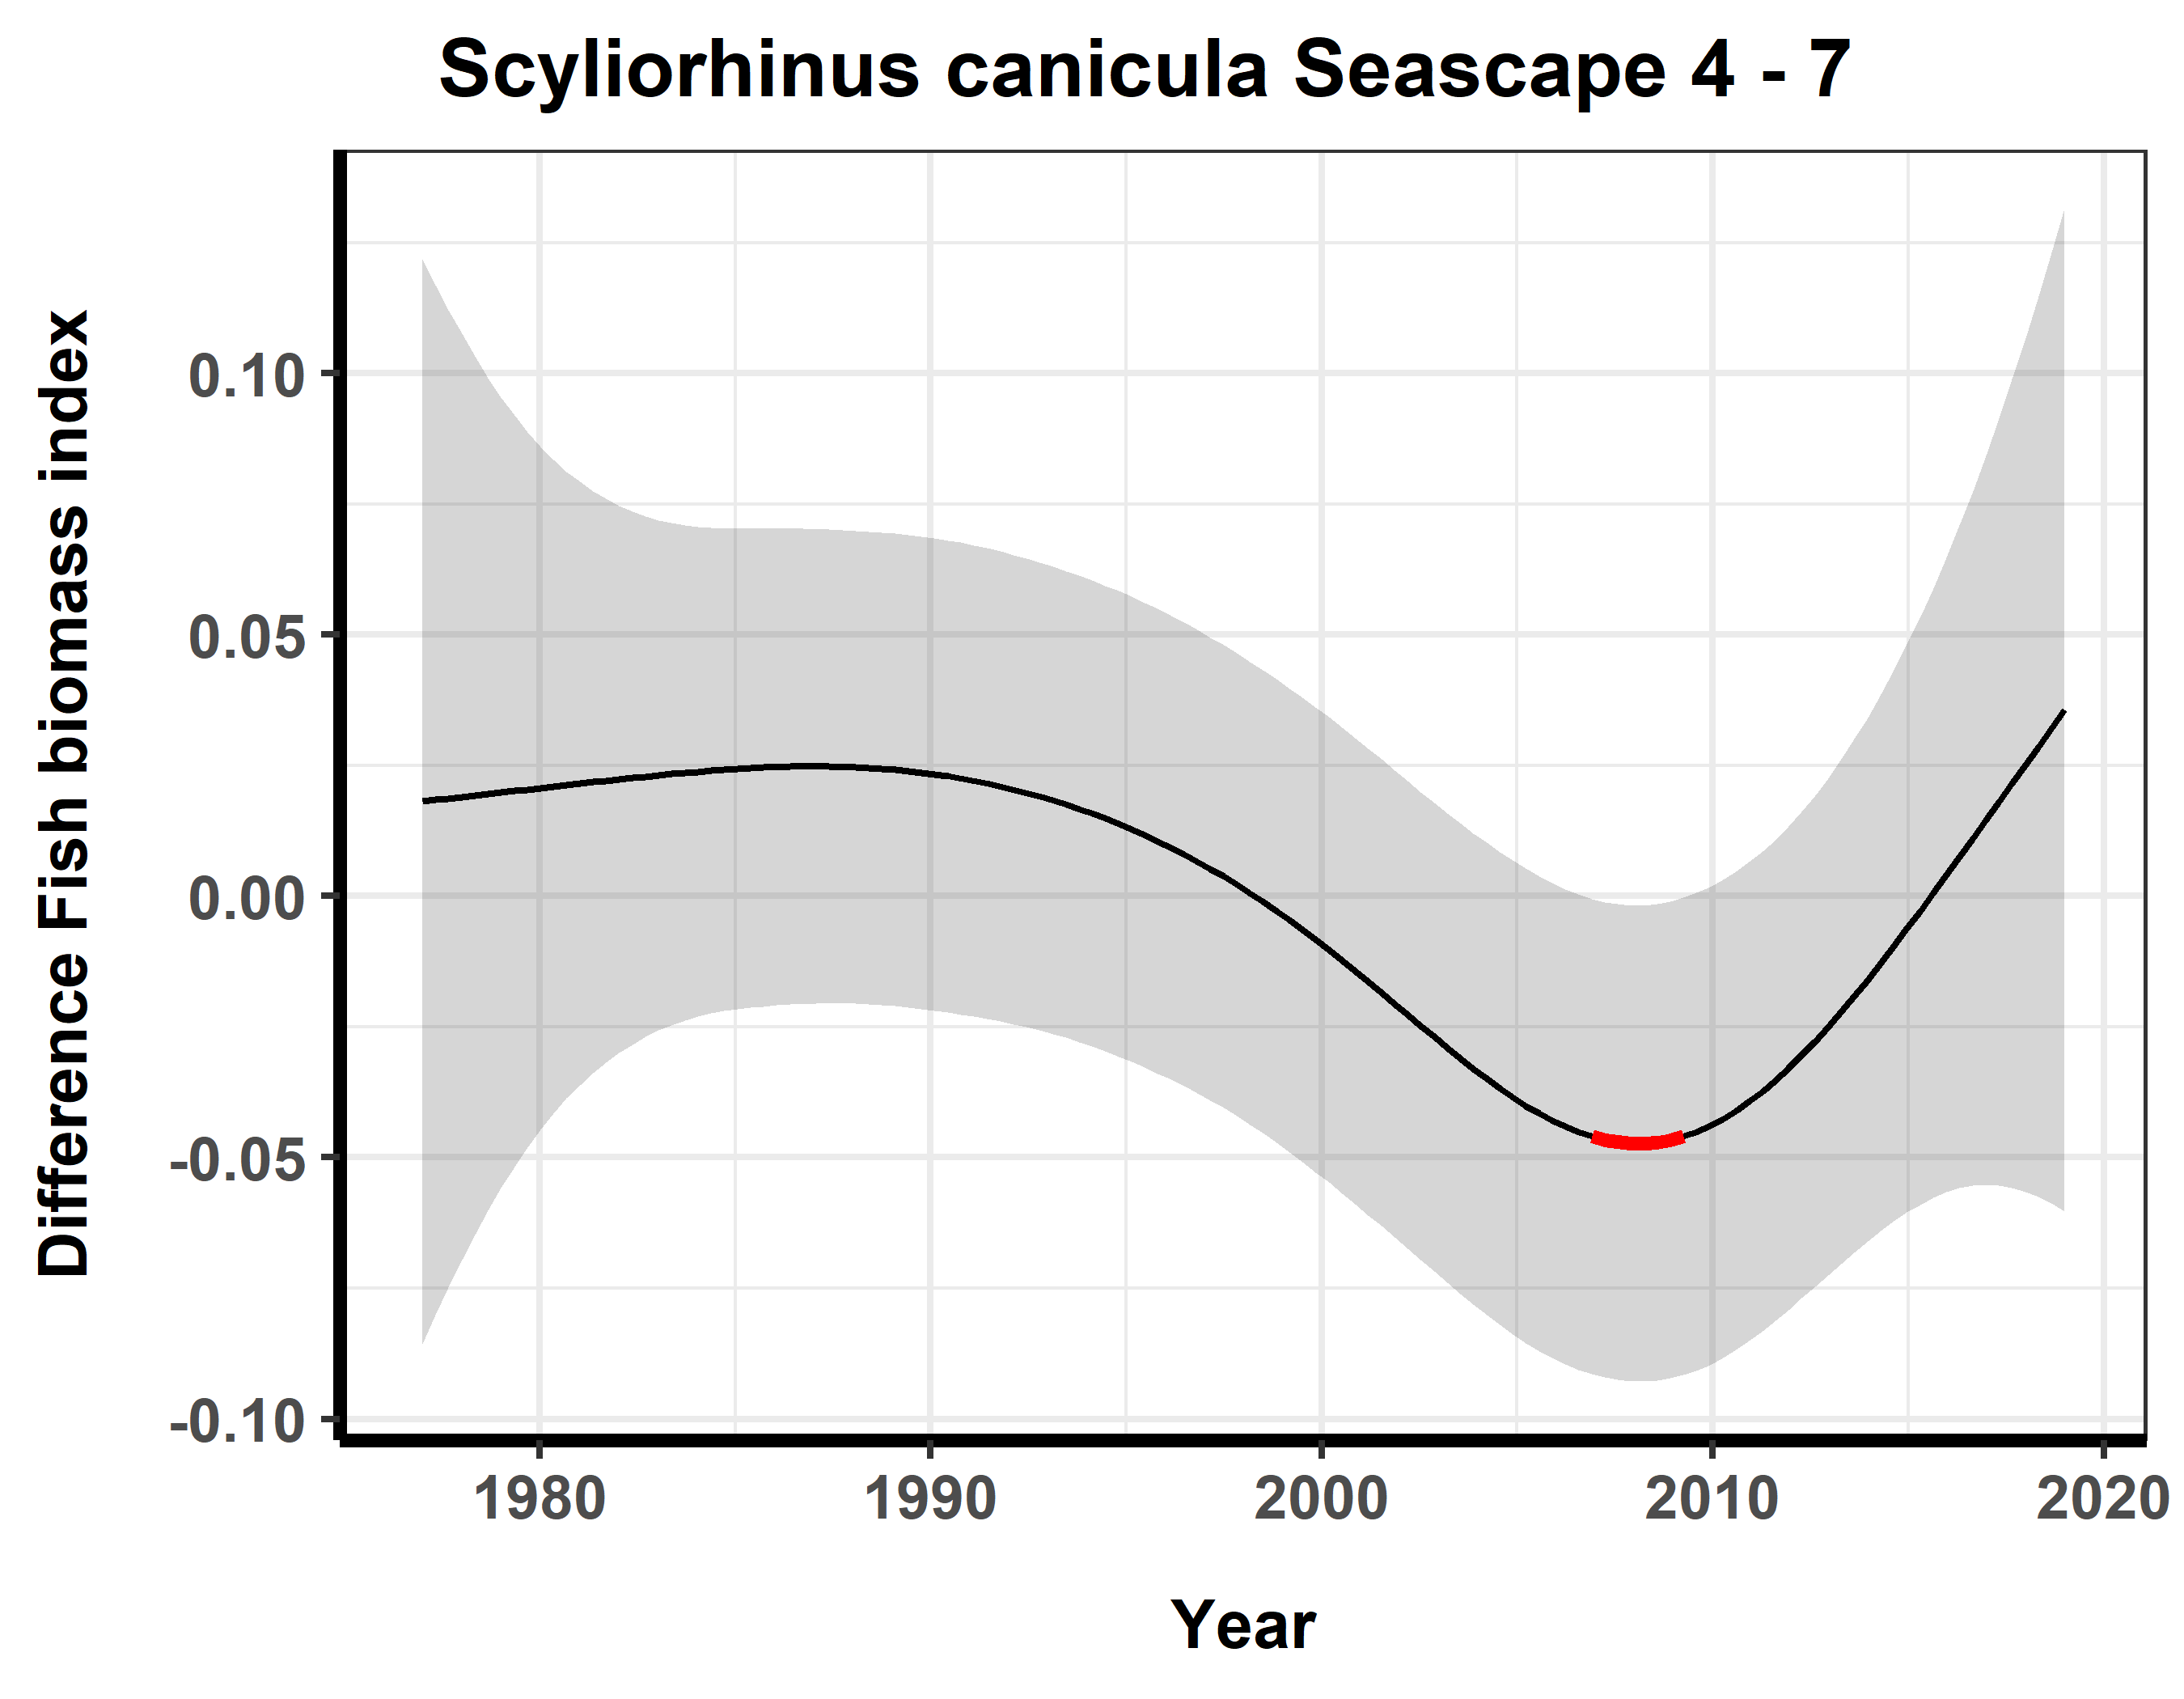 Scyliorhinus canicula Seascape 4 - 7
Difference Fish biomass index
0.10
0.05
0.00
-0.05
-0.10
1980 1990 2000 2010 2020
Year